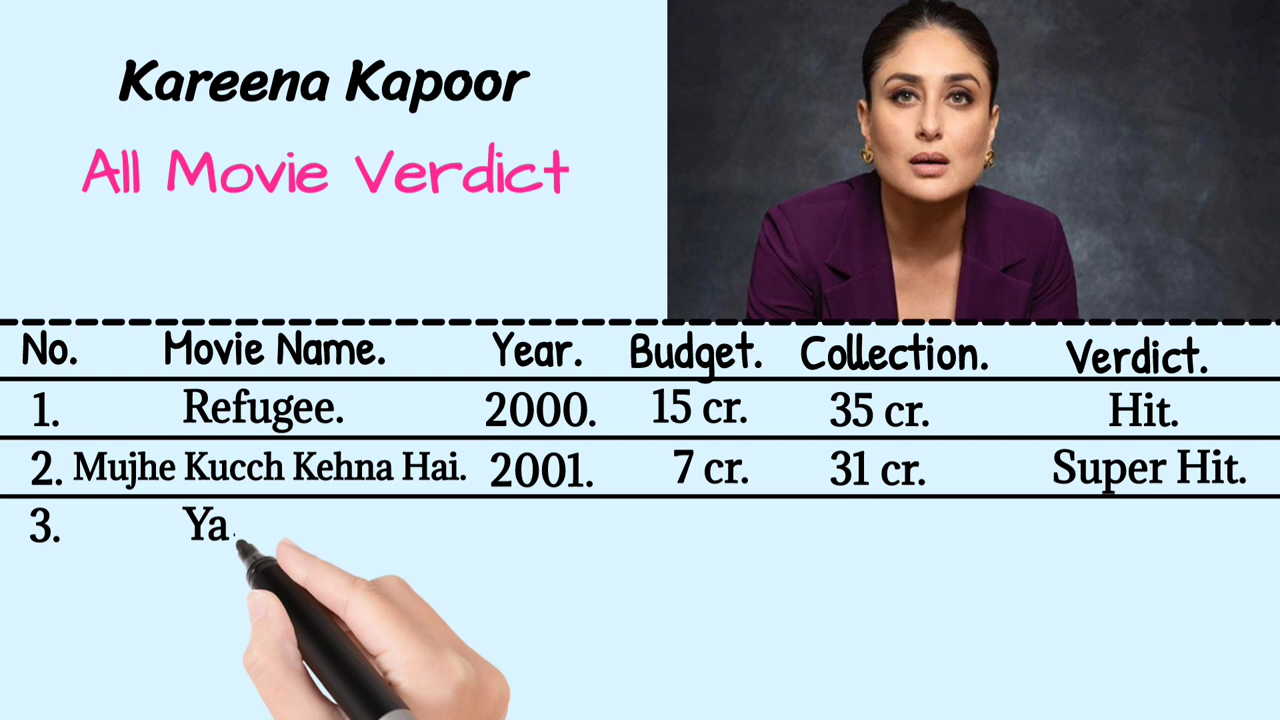 Kareena Kapoor
All Movie Verdict
No. Movie Name. Year. Budget. Collection. Verdict.
1. Refugee. 2000. 15 cr. 35 cr. Hit.
2. Mujhe Kucch Kehna Hai. 2001. 7 cr. 31 cr. Super Hit.
3. Ya